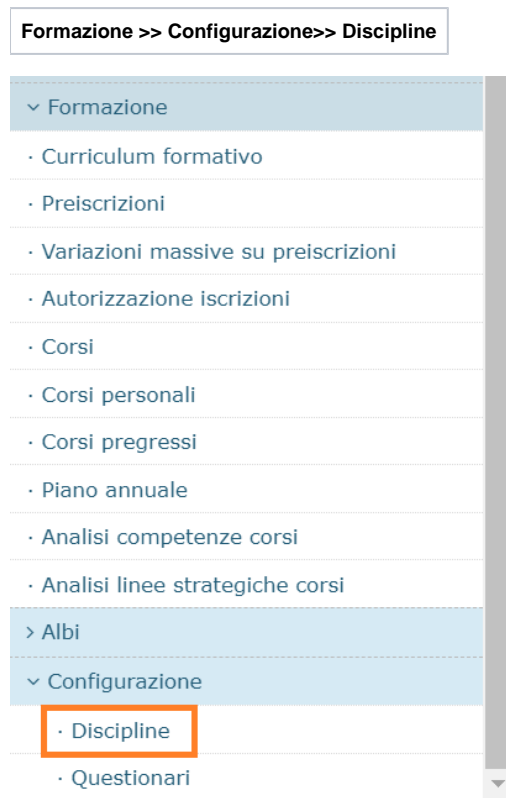 Formazione >> Configurazione>> Discipline
Formazione
· Curriculum formativo
· Preiscrizioni
· Variazioni massive su preiscrizioni
· Autorizzazione iscrizioni
· Corsi
· Corsi personali
· Corsi pregressi
· Piano annuale
· Analisi competenze corsi
· Analisi linee strategiche corsi
> Albi
Configurazione
· Discipline
· Questionari